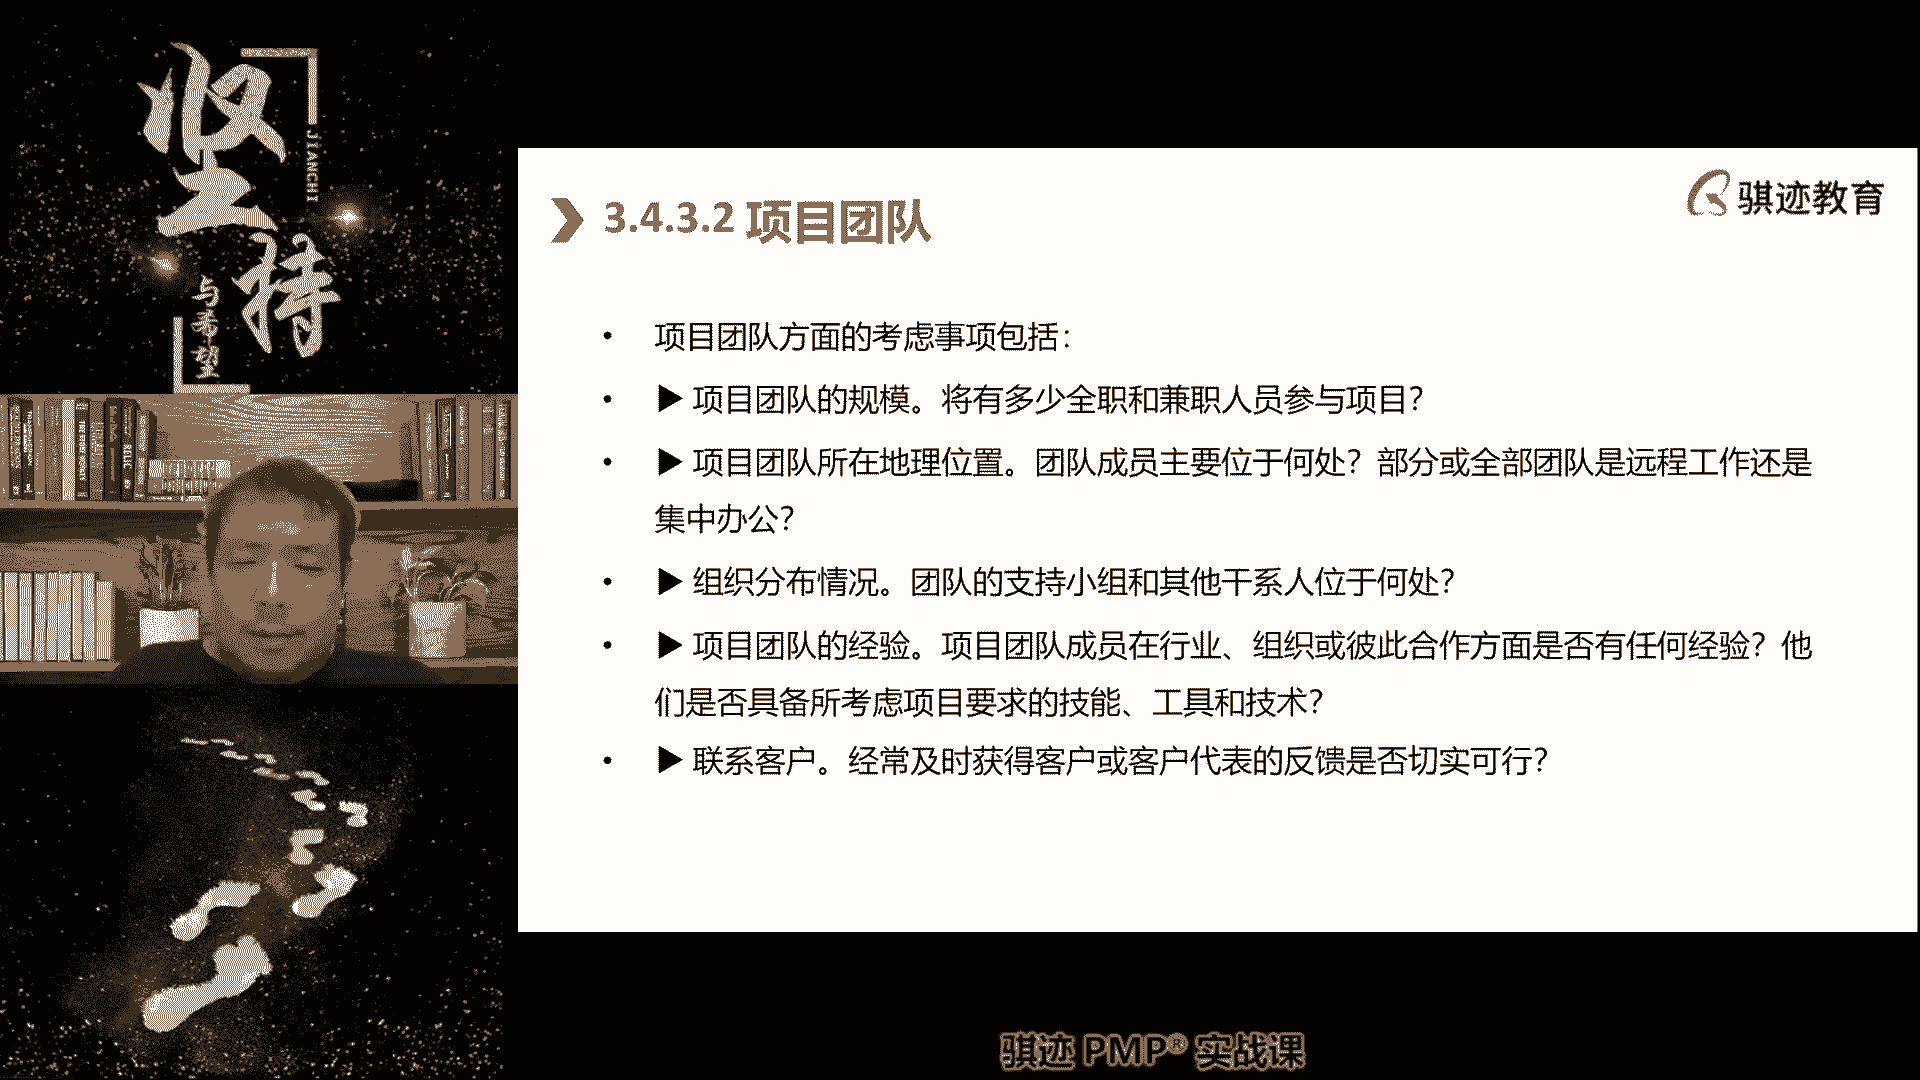 坚持
JIANCHI
与希望
骐迹教育
3.4.3.2 项目团队
• 项目团队方面的考虑事项包括：
• ▶ 项目团队的规模。将有多少全职和兼职人员参与项目？
• ▶ 项目团队所在地理位置。团队成员主要位于何处？部分或全部团队是远程工作还是
集中办公？
• ▶ 组织分布情况。团队的支持小组和其他干系人位于何处？
• ▶ 项目团队的经验。项目团队成员在行业、组织或彼此合作方面是否有任何经验？他
们是否具备所考虑项目要求的技能、工具和技术？
• ▶ 联系客户。经常及时获得客户或客户代表的反馈是否切实可行？
骐迹 PMP® 实战课